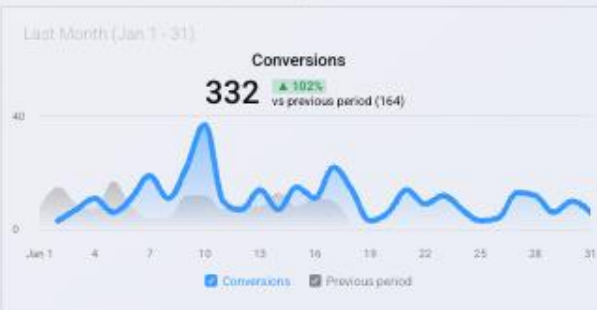 Last Month (Jan 1 - 31)
Conversions
332 ▲ 102%
vs previous period (164)
40
0
Jan 1 4 7 10 13 16 19 22 25 28 31
Conversions Previous period